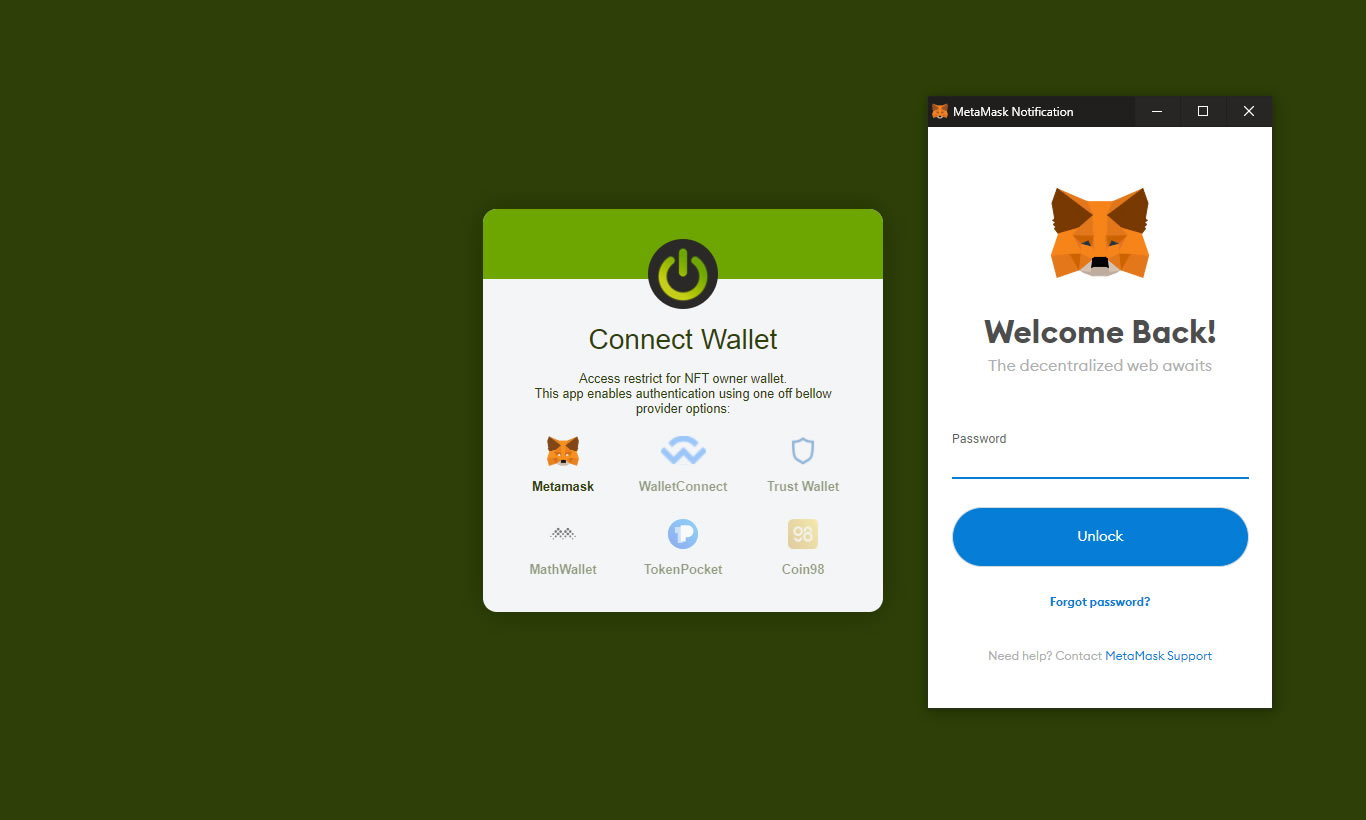 Connect Wallet
Access restrict for NFT owner wallet.
This app enables authentication using one off bellow
provider options:
Metamask
WalletConnect
Trust Wallet
MathWallet
TokenPocket
98
Coin98
MetaMask Notification
Welcome Back!
The decentralized web awaits
Password
Unlock
Forgot password?
Need help? Contact MetaMask Support